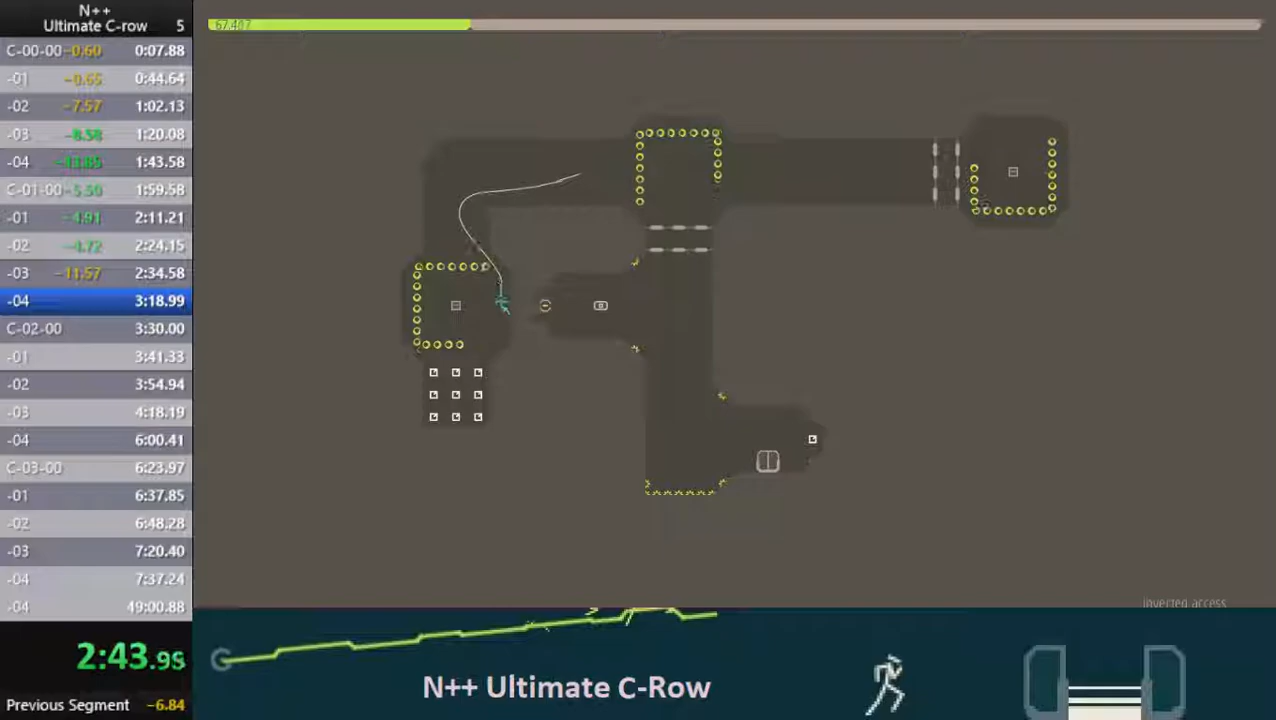 N++
Ultimate C-row 5
C-00-00 -0.60 0:07.88
-01 -0.65 0:44.64
-02 -7.57 1:02.13
-03 -8.58 1:20.08
-04 -13.85 1:43.58
C-01-00 -5.50 1:59.58
-01 -4.91 2:11.21
-02 -4.72 2:24.15
-03 -11.57 2:34.58
-04 3:18.99
C-02-00 3:30.00
-01 3:41.33
-02 3:54.94
-03 4:18.19
-04 6:00.41
C-03-00 6:23.97
-01 6:37.85
-02 6:48.28
-03 7:20.40
-04 7:37.24
-04 49:00.88
2:43.95
Previous Segment -6.84
67.407
inverted access
N++ Ultimate C-Row